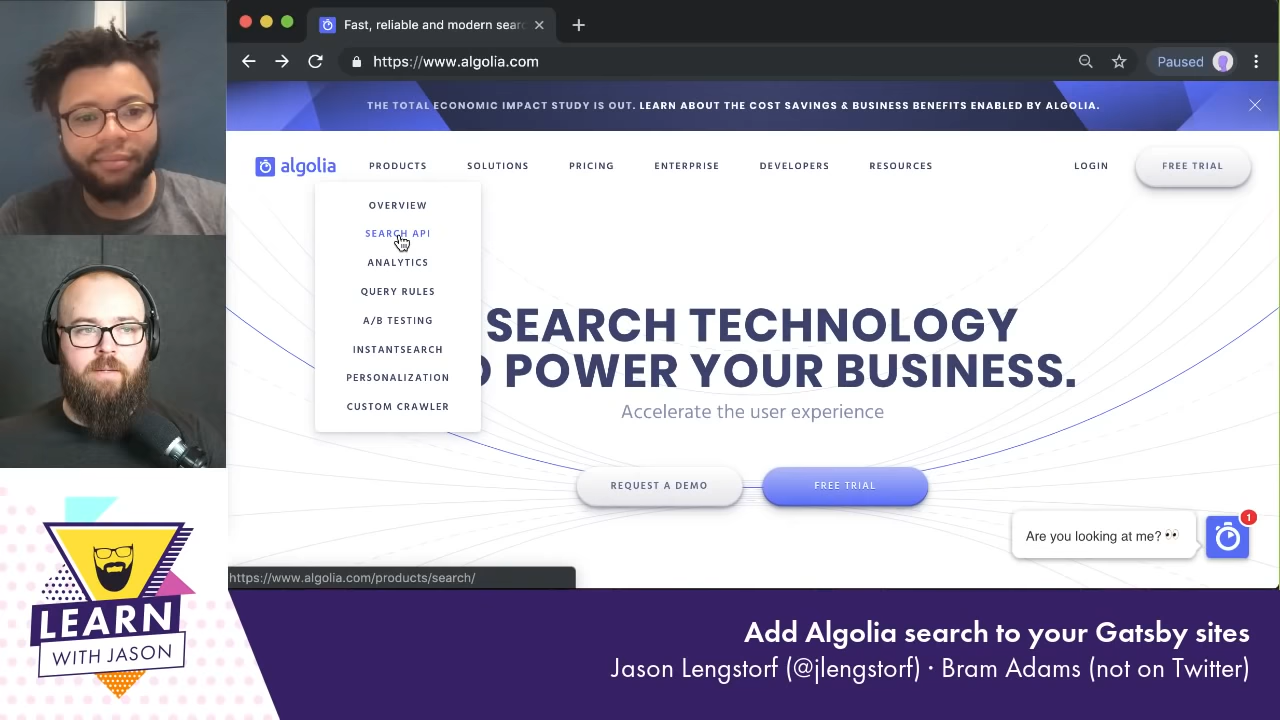 Fast, reliable and modern sear
https://www.algolia.com
Paused
THE TOTAL ECONOMIC IMPACT STUDY IS OUT. LEARN ABOUT THE COST SAVINGS & BUSINESS BENEFITS ENABLED BY ALGOLIA.
algolia
PRODUCTS
SOLUTIONS
PRICING
ENTERPRISE
DEVELOPERS
RESOURCES
LOGIN
FREE TRIAL
OVERVIEW
SEARCH API
ANALYTICS
QUERY RULES
A/B TESTING
INSTANTSEARCH
PERSONALIZATION
CUSTOM CRAWLER
SEARCH TECHNOLOGY
POWER YOUR BUSINESS.
Accelerate the user experience
REQUEST A DEMO
FREE TRIAL
Are you looking at me? 👀
1
https://www.algolia.com/products/search/
LEARN
WITH JASON
Add Algolia search to your Gatsby sites
Jason Lengstorf (@jlengstorf) · Bram Adams (not on Twitter)